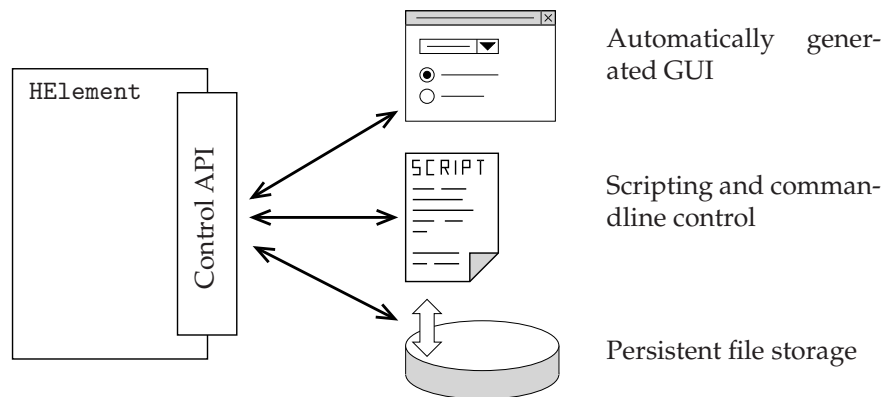 HElement
Control API
Automatically gener-
ated GUI
SCRIPT
Scripting and comman-
dline control
Persistent file storage